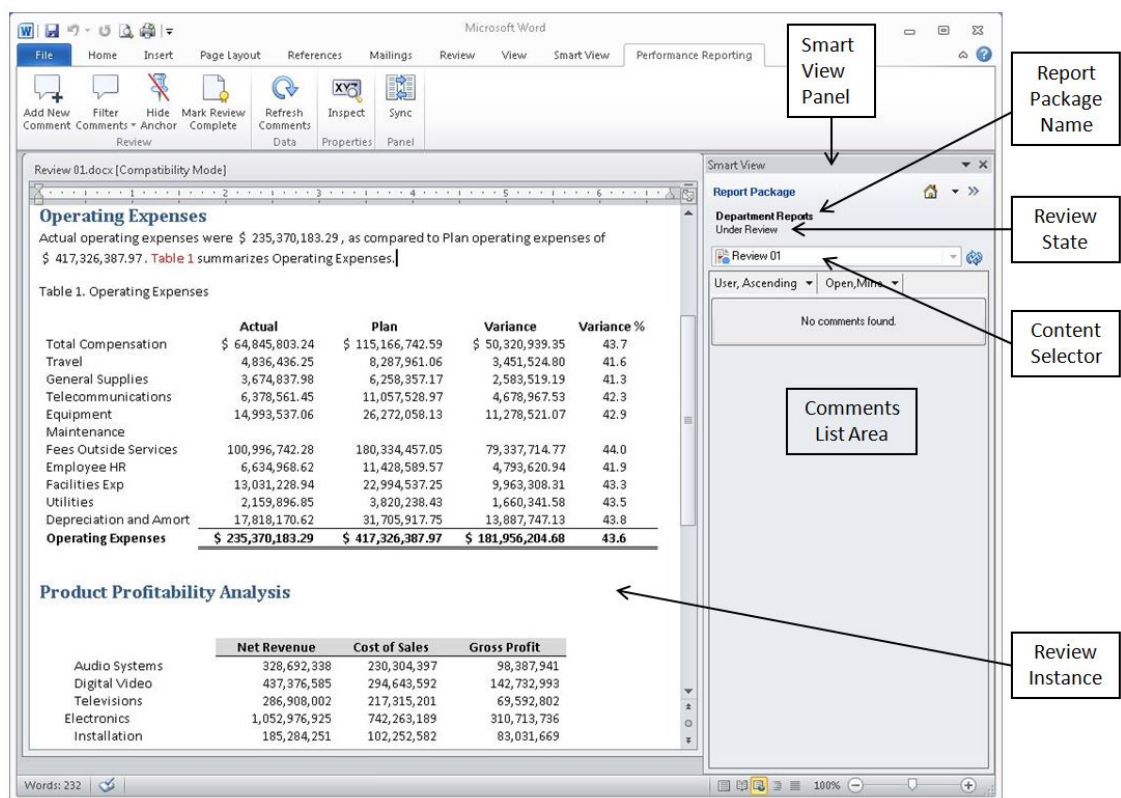 Microsoft Word
File Home Insert Page Layout References Mailings Review View Smart View Performance Reporting
Add New Comment
Filter Comments
Hide Anchor
Mark Review Complete
Refresh Comments
Inspect
Sync
Review Data Properties Panel
Review 01.docx [Compatibility Mode]
1 2 3 4 5 6
Operating Expenses
Actual operating expenses were $ 235,370,183.29 , as compared to Plan operating expenses of
$ 417,326,387.97 . Table 1 summarizes Operating Expenses.
Table 1. Operating Expenses
Actual Plan Variance Variance %
Total Compensation $ 64,845,803.24 $ 115,166,742.59 $ 50,320,939.35 43.7
Travel 4,836,436.25 8,287,961.06 3,451,524.80 41.6
General Supplies 3,674,837.98 6,258,357.17 2,583,519.19 41.3
Telecommunications 6,378,561.45 11,057,528.97 4,678,967.53 42.3
Equipment 14,993,537.06 26,272,058.13 11,278,521.07 42.9
Maintenance
Fees Outside Services 100,996,742.28 180,334,457.05 79,337,714.77 44.0
Employee HR 6,634,968.62 11,428,589.57 4,793,620.94 41.9
Facilities Exp 13,031,228.94 22,994,537.25 9,963,308.31 43.3
Utilities 2,159,896.85 3,820,238.43 1,660,341.58 43.5
Depreciation and Amort 17,818,170.62 31,705,917.75 13,887,747.13 43.8
Operating Expenses $ 235,370,183.29 $ 417,326,387.97 $ 181,956,204.68 43.6
Product Profitability Analysis
Net Revenue Cost of Sales Gross Profit
Audio Systems 328,692,338 230,304,397 98,387,941
Digital Video 437,376,585 294,643,592 142,732,993
Televisions 286,908,002 217,315,201 69,592,802
Electronics 1,052,976,925 742,263,189 310,713,736
Installation 185,284,251 102,252,582 83,031,669
Words: 232
100%
Smart View
Report Package
Department Reports
Under Review
Review 01
User, Ascending Open,Mine
No comments found.
Smart
View
Panel
Report
Package
Name
Review
State
Content
Selector
Comments
List Area
Review
Instance